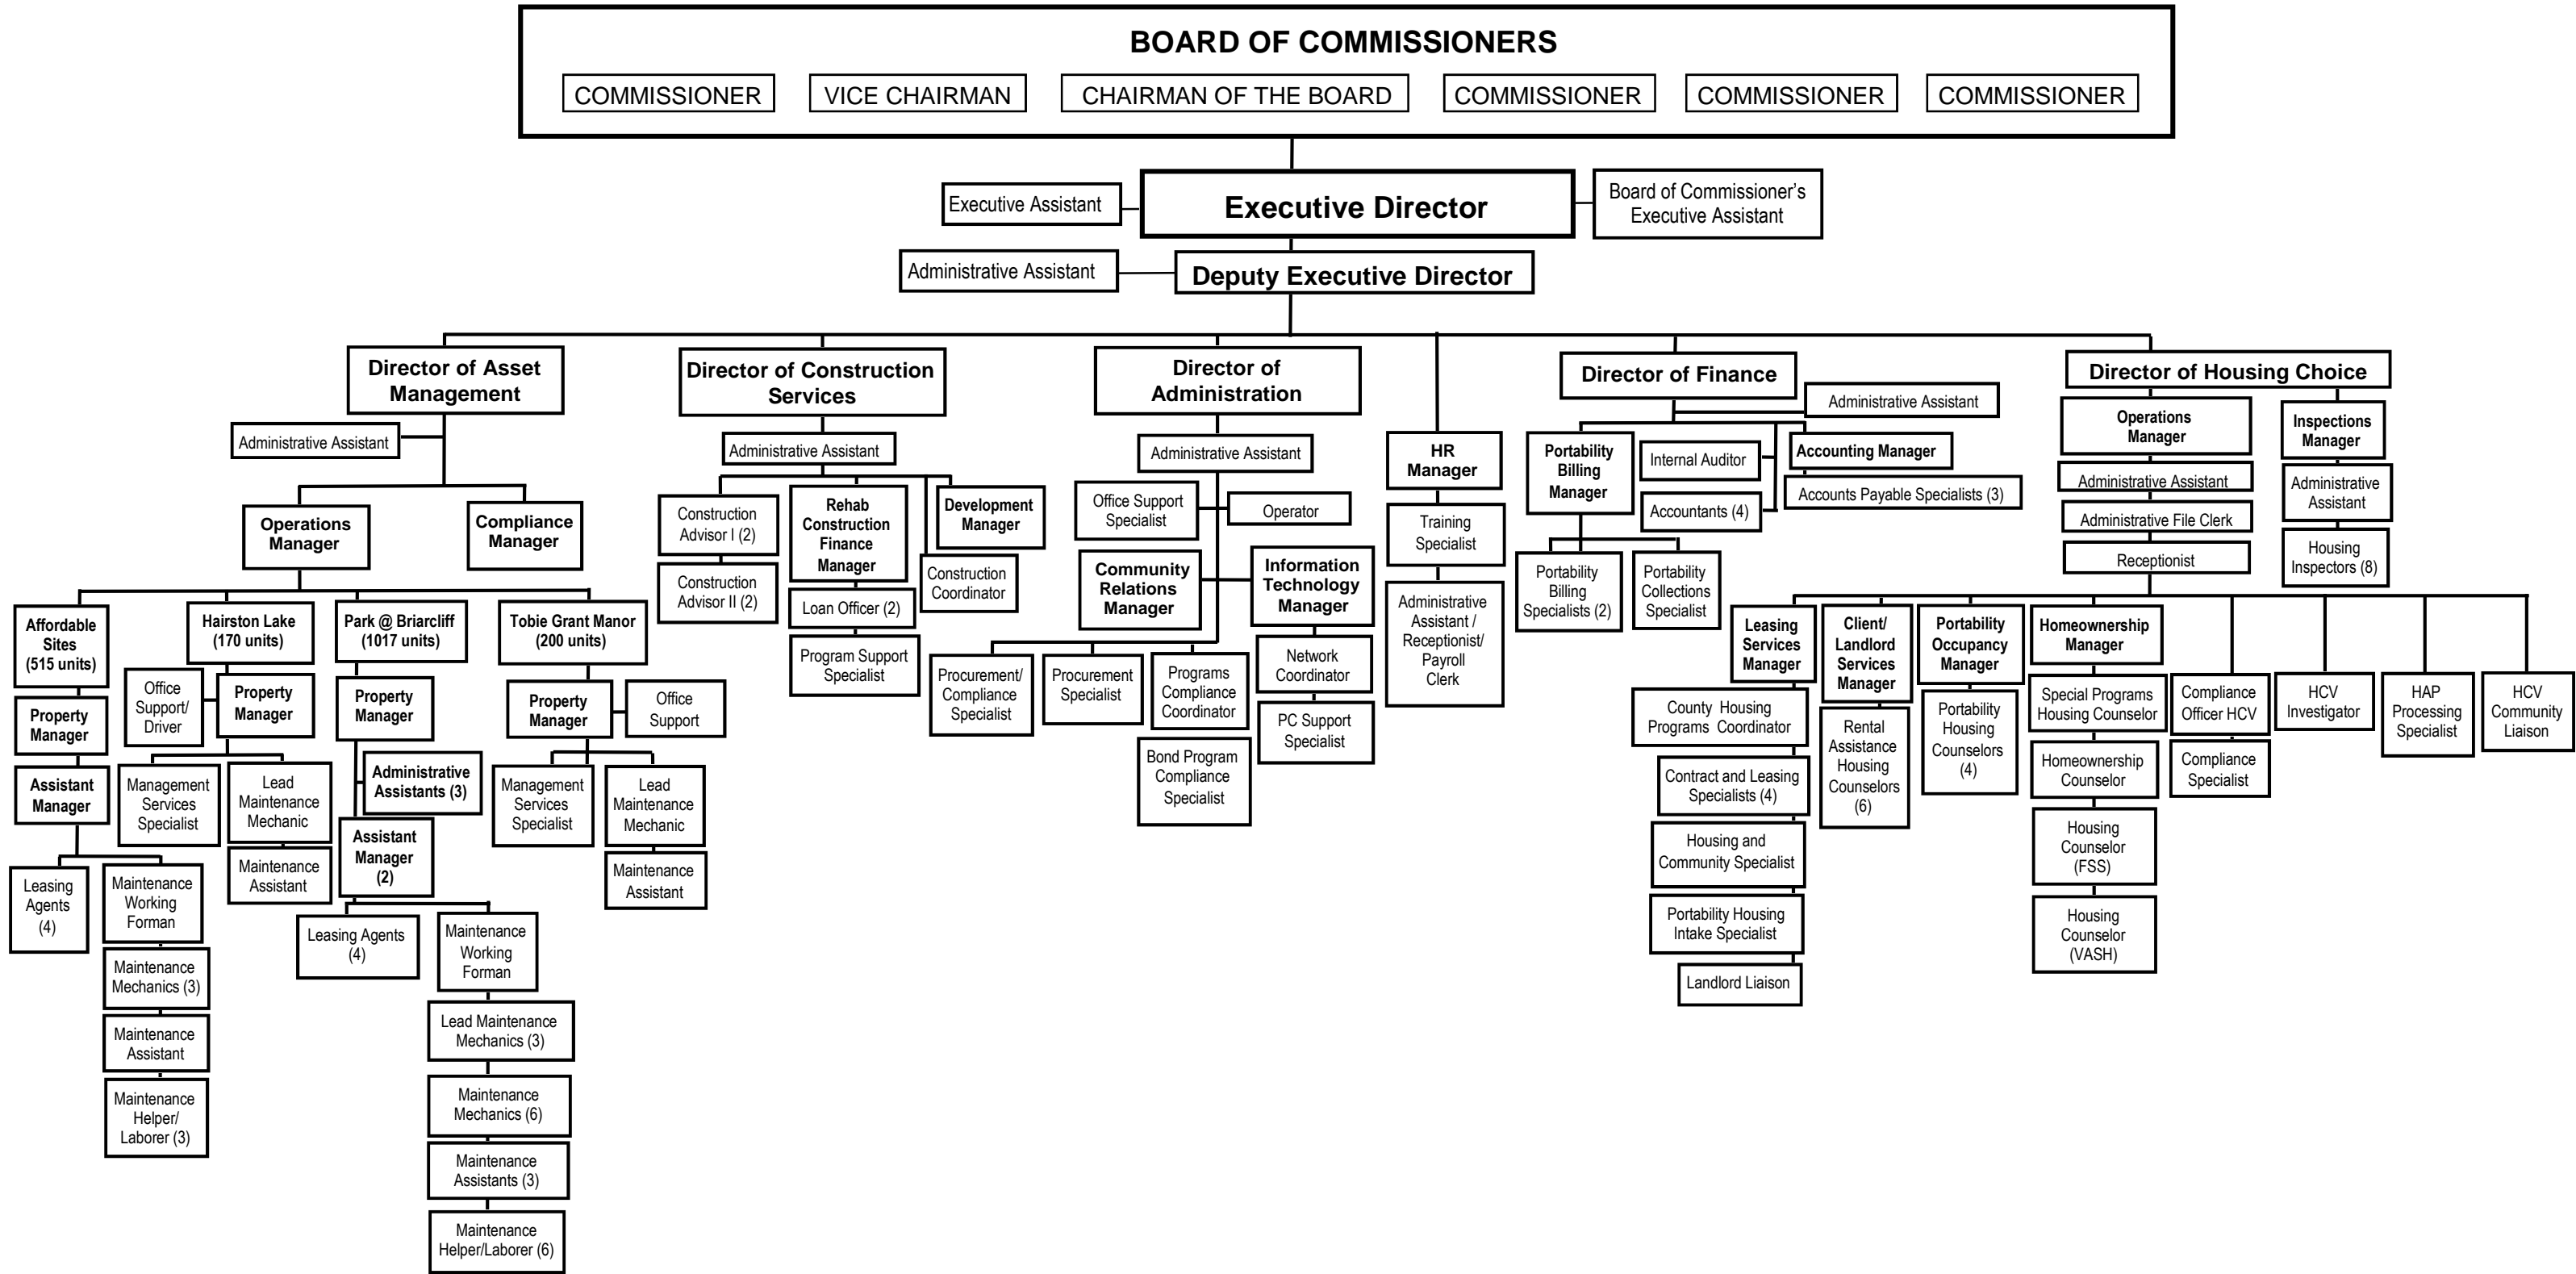 BOARD OF COMMISSIONERS
COMMISSIONER
VICE CHAIRMAN
CHAIRMAN OF THE BOARD
COMMISSIONER
COMMISSIONER
COMMISSIONER
Executive Assistant
Executive Director
Board of Commissioner's
Executive Assistant
Administrative Assistant
Deputy Executive Director
Director of Asset
Management
Administrative Assistant
Operations
Manager
Compliance
Manager
Affordable
Sites
(515 units)
Property
Manager
Assistant
Manager
Leasing
Agents
(4)
Maintenance
Working
Forman
Maintenance
Mechanics (3)
Maintenance
Assistant
Maintenance
Helper/
Laborer (3)
Hairston Lake
(170 units)
Office
Support/
Driver
Property
Manager
Management
Services
Specialist
Lead
Maintenance
Mechanic
Maintenance
Assistant
Park @ Briarcliff
(1017 units)
Property
Manager
Administrative
Assistants (3)
Assistant
Manager
(2)
Leasing Agents
(4)
Maintenance
Working
Forman
Lead Maintenance
Mechanics (3)
Maintenance
Mechanics (6)
Maintenance
Assistants (3)
Maintenance
Helper/Laborer (6)
Tobie Grant Manor
(200 units)
Property
Manager
Office
Support
Management
Services
Specialist
Lead
Maintenance
Mechanic
Maintenance
Assistant
Director of Construction
Services
Administrative Assistant
Construction
Advisor I (2)
Construction
Advisor II (2)
Rehab
Construction
Finance
Manager
Loan Officer (2)
Program Support
Specialist
Development
Manager
Construction
Coordinator
Director of
Administration
Administrative Assistant
Office Support
Specialist
Operator
Community
Relations
Manager
Information
Technology
Manager
Network
Coordinator
PC Support
Specialist
Procurement/
Compliance
Specialist
Procurement
Specialist
Programs
Compliance
Coordinator
Bond Program
Compliance
Specialist
HR
Manager
Training
Specialist
Administrative
Assistant /
Receptionist/
Payroll
Clerk
Director of Finance
Administrative Assistant
Portability
Billing
Manager
Internal Auditor
Accountants (4)
Accounting Manager
Accounts Payable Specialists (3)
Portability
Billing
Specialists (2)
Portability
Collections
Specialist
Director of Housing Choice
Operations
Manager
Administrative Assistant
Administrative File Clerk
Receptionist
Inspections
Manager
Administrative
Assistant
Housing
Inspectors (8)
Leasing
Services
Manager
County Housing
Programs Coordinator
Contract and Leasing
Specialists (4)
Housing and
Community Specialist
Portability Housing
Intake Specialist
Landlord Liaison
Client/
Landlord
Services
Manager
Rental
Assistance
Housing
Counselors
(6)
Portability
Occupancy
Manager
Portability
Housing
Counselors
(4)
Homeownership
Manager
Special Programs
Housing Counselor
Homeownership
Counselor
Housing
Counselor
(FSS)
Housing
Counselor
(VASH)
Compliance
Officer HCV
Compliance
Specialist
HCV
Investigator
HAP
Processing
Specialist
HCV
Community
Liaison